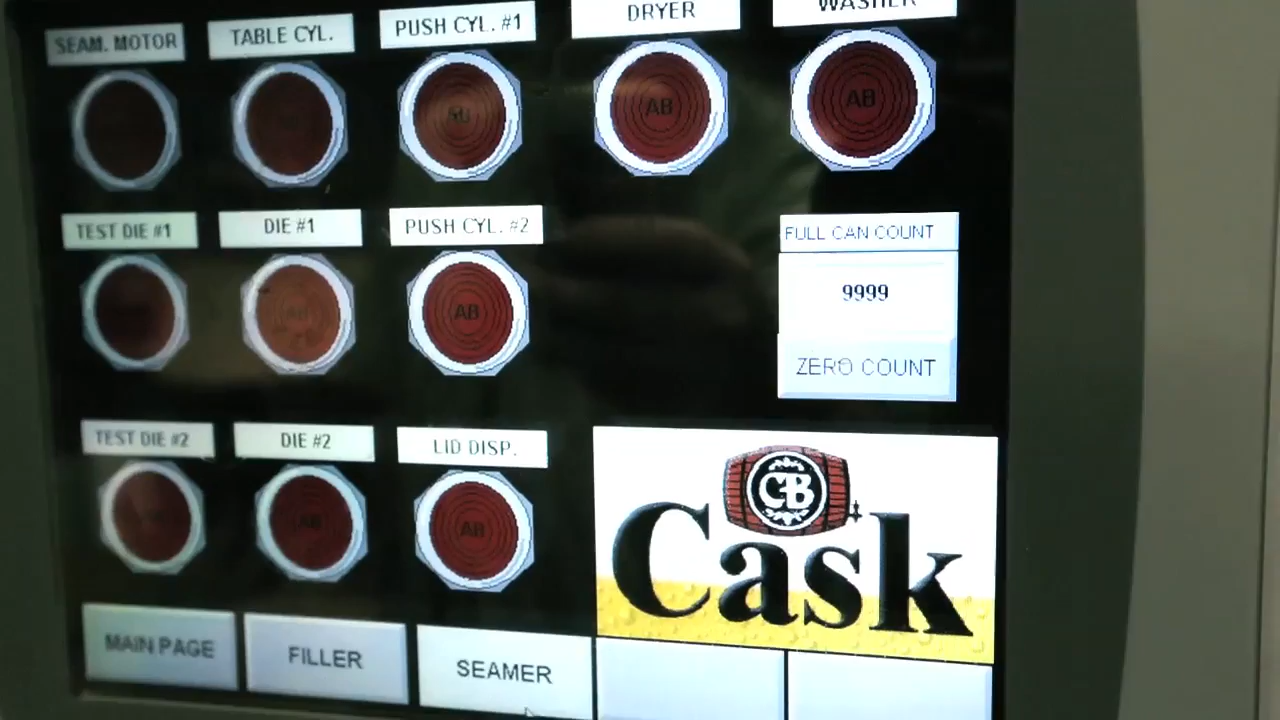 SEAM. MOTOR
TABLE CYL.
PUSH CYL. #1
DRYER
WASHER
AB
AB
TEST DIE #1
DIE #1
PUSH CYL. #2
FULL CAN COUNT
AB
AB
9999
ZERO COUNT
TEST DIE #2
DIE #2
LID DISP.
AB
AB
CB
Cask
MAIN PAGE
FILLER
SEAMER